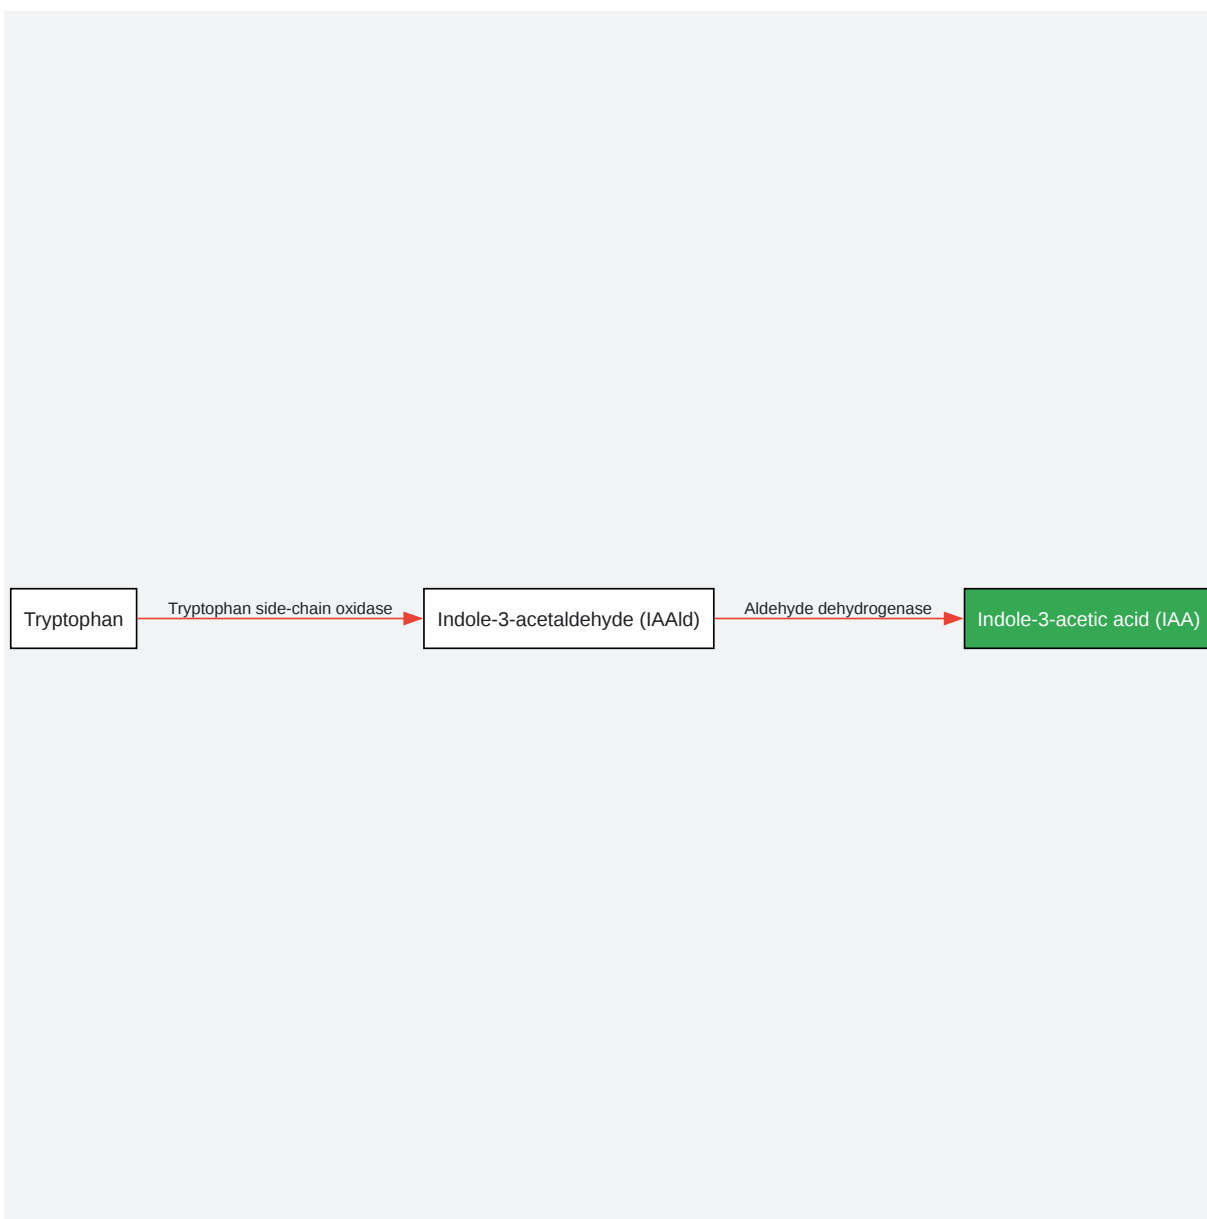 Tryptophan
Tryptophan side-chain oxidase
Indole-3-acetaldehyde (IAAld)
Aldehyde dehydrogenase
Indole-3-acetic acid (IAA)